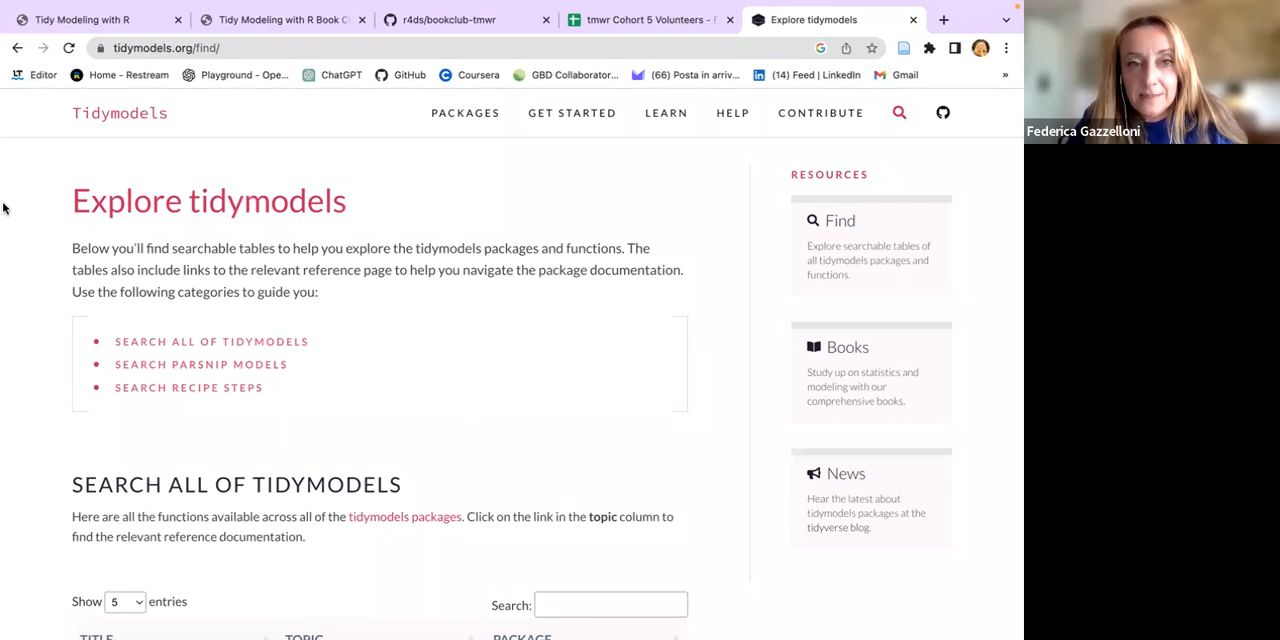 Tidy Modeling with R
Tidy Modeling with R Book C
r4ds/bookclub-tmwr
tmwr Cohort 5 Volunteers - F
Explore tidymodels
tidymodels.org/find/
Editor
Home - Restream
Playground - Ope...
ChatGPT
GitHub
Coursera
GBD Collaborator...
(66) Posta in arriv...
(14) Feed | LinkedIn
Gmail
»
Tidymodels
PACKAGES
GET STARTED
LEARN
HELP
CONTRIBUTE
Federica Gazzelloni
Explore tidymodels
Below you'll find searchable tables to help you explore the tidymodels packages and functions. The
tables also include links to the relevant reference page to help you navigate the package documentation.
Use the following categories to guide you:
• SEARCH ALL OF TIDYMODELS
• SEARCH PARSNIP MODELS
• SEARCH RECIPE STEPS
SEARCH ALL OF TIDYMODELS
Here are all the functions available across all of the tidymodels packages. Click on the link in the topic column to
find the relevant reference documentation.
Show 5 entries
Search:
TITLE
TOPIC
PACKAGE
RESOURCES
Find
Explore searchable tables of
all tidymodels packages and
functions.
Books
Study up on statistics and
modeling with our
comprehensive books.
News
Hear the latest about
tidymodels packages at the
tidyverse blog.